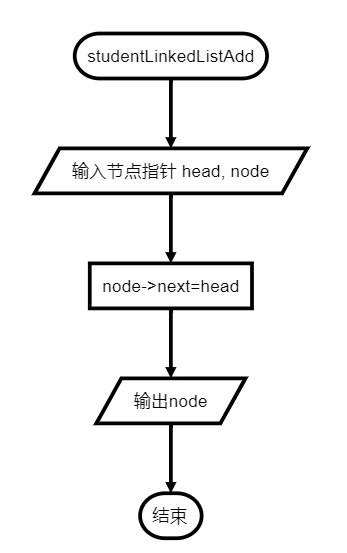 studentLinkedListAdd
输入节点指针 head, node
node->next=head
输出node
结束